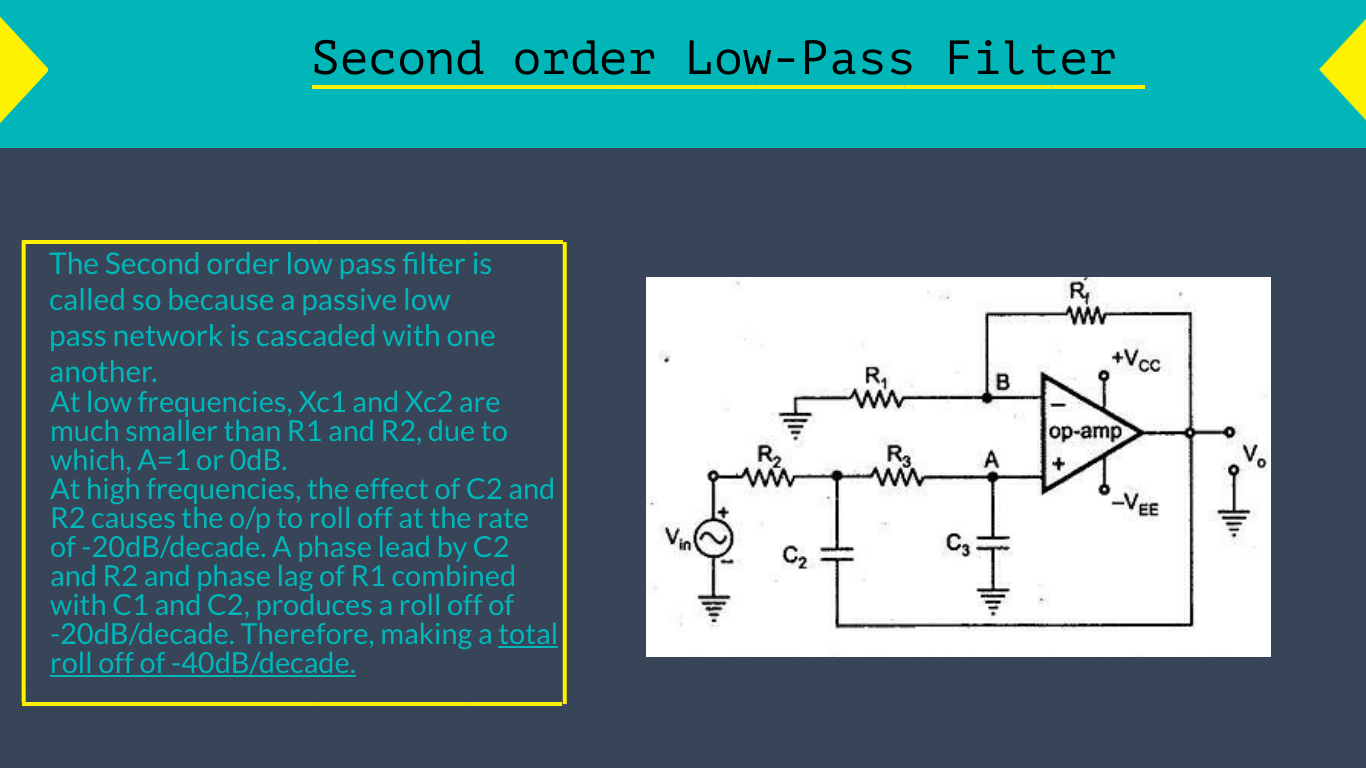 Second order Low-Pass Filter
The Second order low pass filter is
called so because a passive low
pass network is cascaded with one
another.
At low frequencies, Xc1 and Xc2 are
much smaller than R1 and R2, due to
which, A=1 or 0dB.
At high frequencies, the effect of C2 and
R2 causes the o/p to roll off at the rate
of -20dB/decade. A phase lead by C2
and R2 and phase lag of R1 combined
with C1 and C2, produces a roll off of
-20dB/decade. Therefore, making a total
roll off of -40dB/decade.
Rf
+VCC
R1
B
−
op-amp
+
Vo
R2
R3
A
−VEE
Vin
+
−
C2
C3